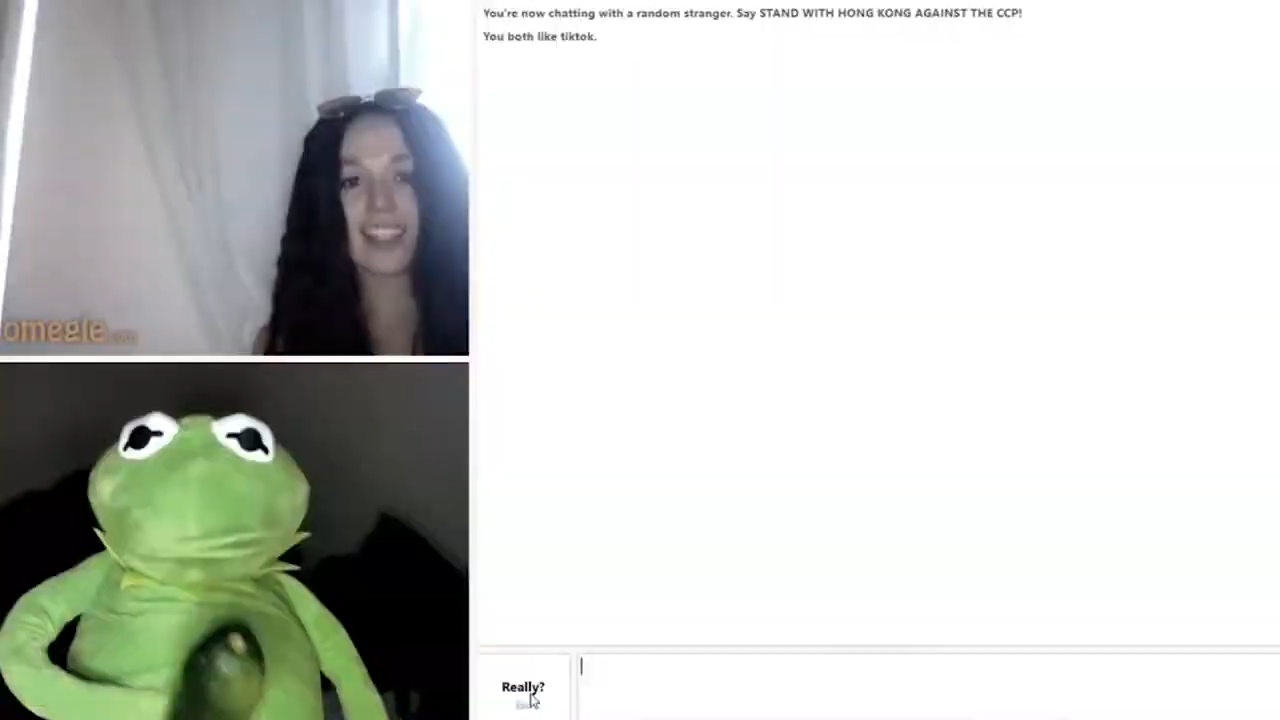 You're now chatting with a random stranger. Say STAND WITH HONG KONG AGAINST THE CCP!
You both like tiktok.
omegle
Really?